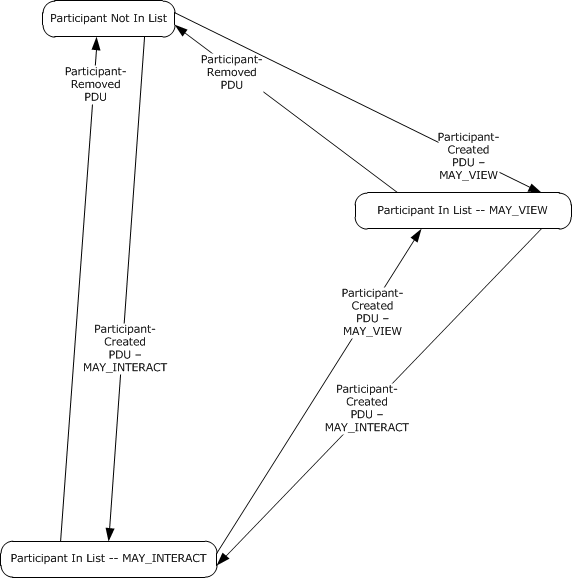 Participant Not In List
Participant-
Removed
PDU
Participant-
Removed
PDU
Participant-
Created
PDU –
MAY_VIEW
Participant In List -- MAY_VIEW
Participant-
Created
PDU –
MAY_VIEW
Participant-
Created
PDU –
MAY_INTERACT
Participant-
Created
PDU –
MAY_INTERACT
Participant In List -- MAY_INTERACT